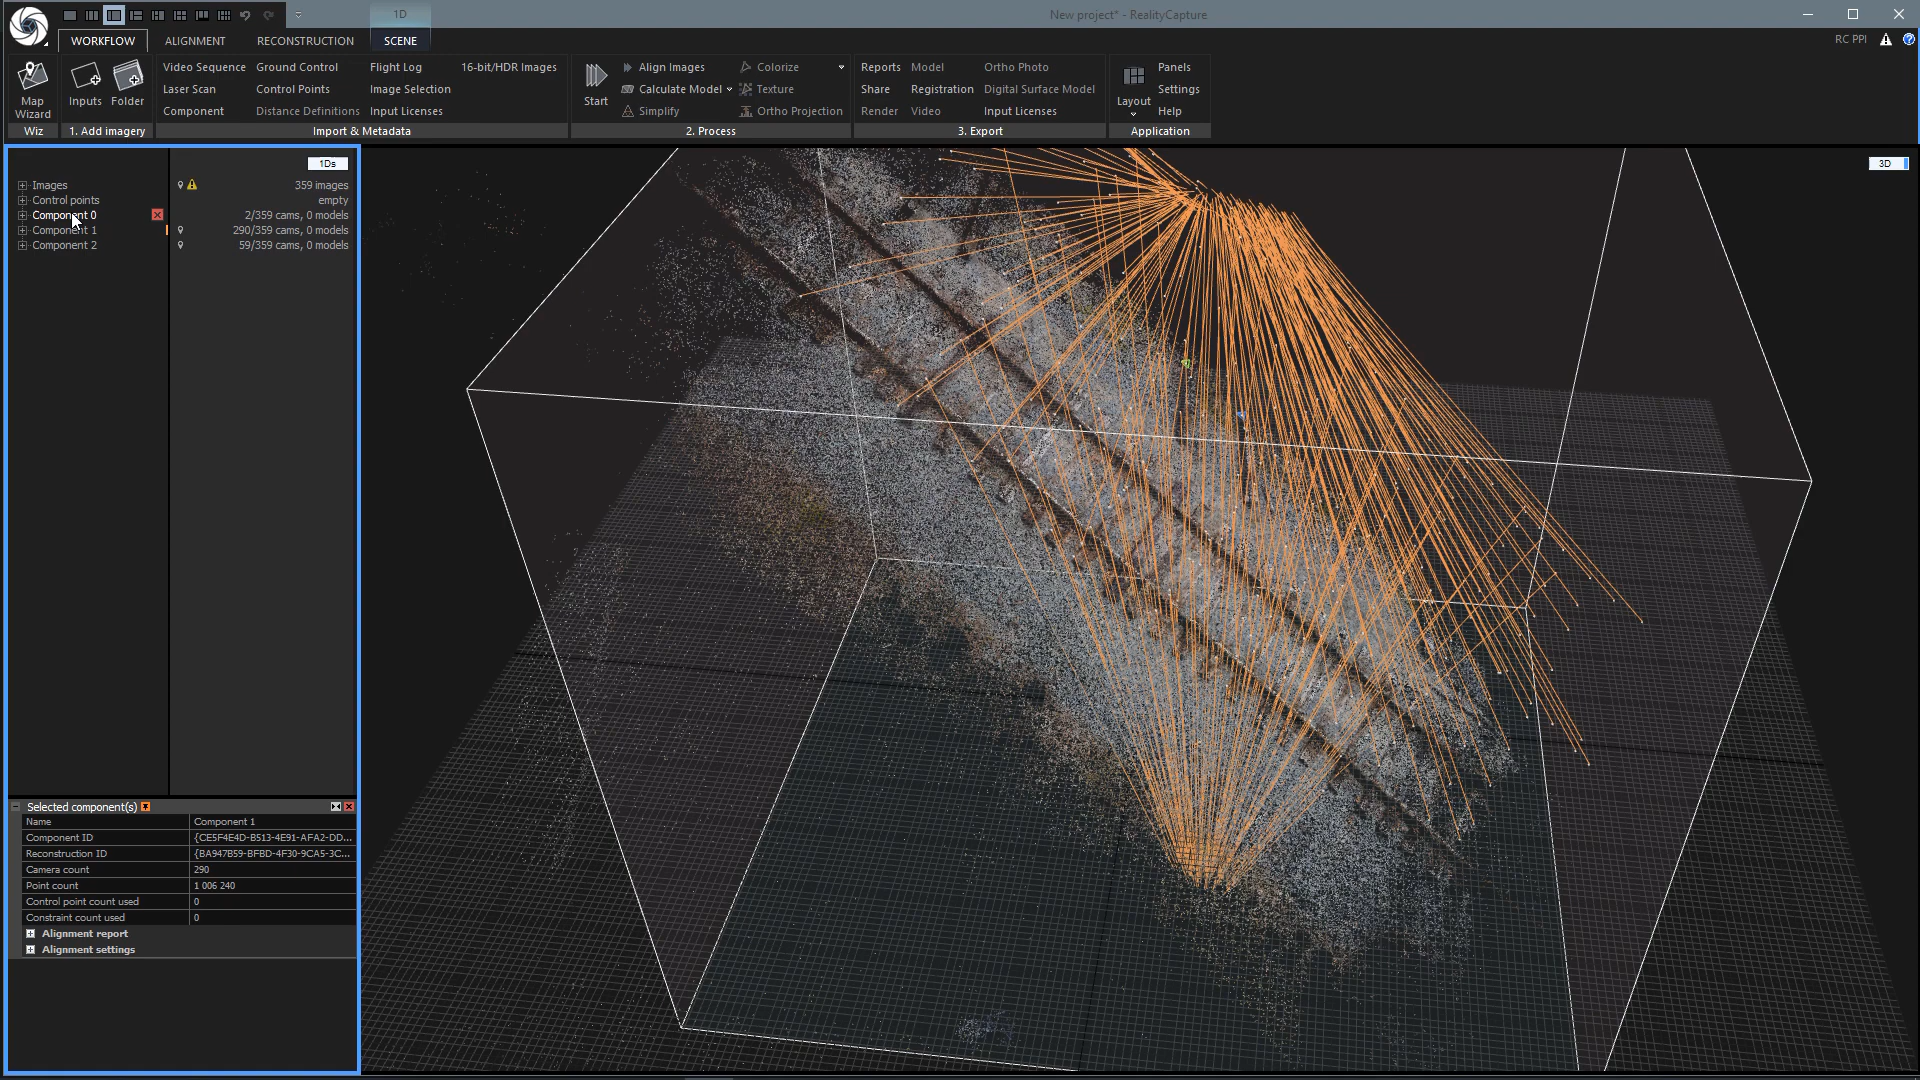 1D
New project* - RealityCapture
WORKFLOW
ALIGNMENT
RECONSTRUCTION
SCENE
RC PPI
Map Wizard
Inputs
Folder
Video Sequence
Ground Control
Flight Log
16-bit/HDR Images
Laser Scan
Control Points
Image Selection
Component
Distance Definitions
Input Licenses
Start
Align Images
Colorize
Calculate Model
Texture
Simplify
Ortho Projection
Reports
Model
Ortho Photo
Share
Registration
Digital Surface Model
Render
Video
Input Licenses
Layout
Panels
Settings
Help
Wiz
1. Add imagery
Import & Metadata
2. Process
3. Export
Application
1Ds
3D
Images
359 images
Control points
empty
Component 0
2/359 cams, 0 models
Component 1
290/359 cams, 0 models
Component 2
59/359 cams, 0 models
Selected component(s)
Name
Component 1
Component ID
{CE5F4E4D-B513-4E91-AFA2-DD...
Reconstruction ID
{BA947B59-BFBD-4F30-9CA5-3C...
Camera count
290
Point count
1 006 240
Control point count used
0
Constraint count used
0
Alignment report
Alignment settings